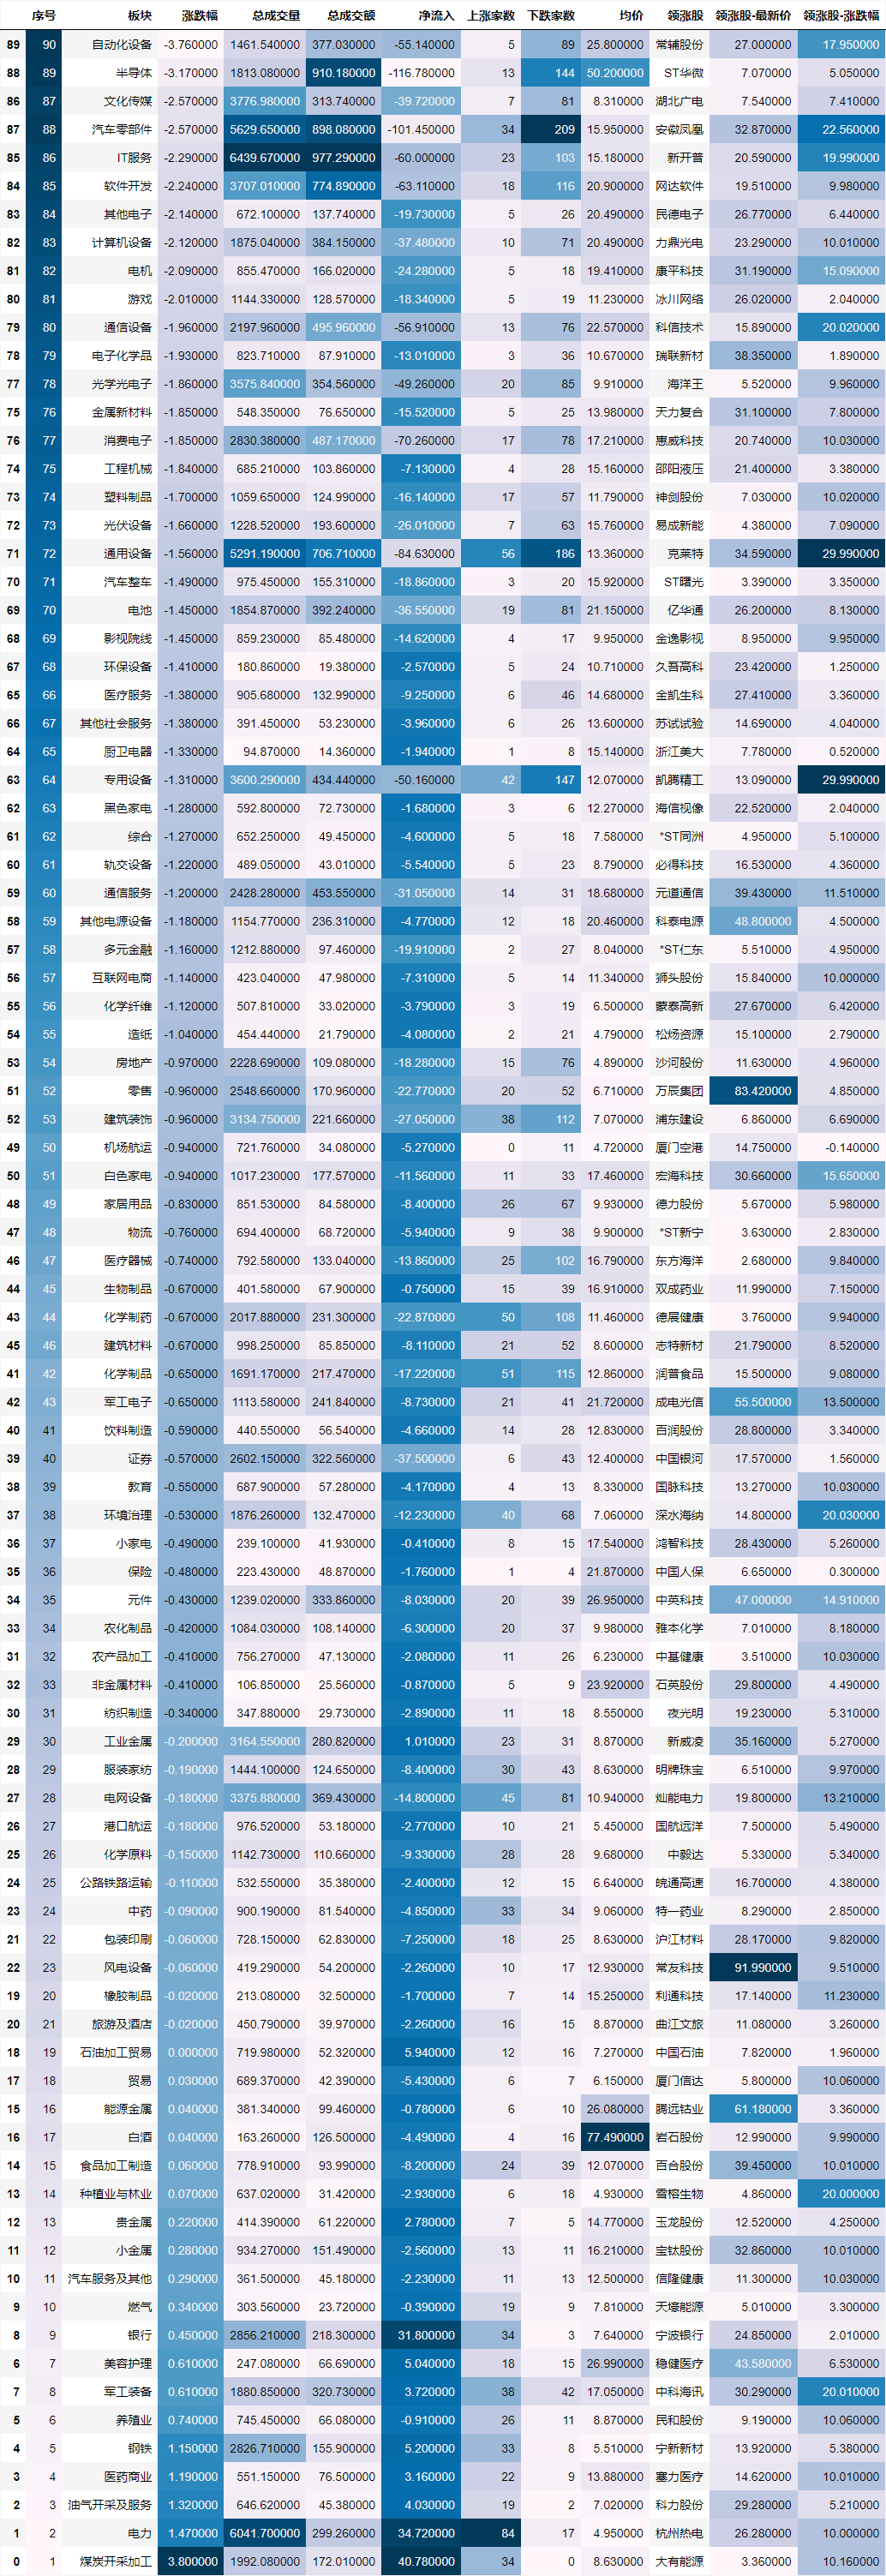 序号 板块 涨跌幅 总成交量 总成交额 净流入 上涨家数 下跌家数 均价 领涨股 领涨股-最新价 领涨股-涨跌幅
89 90 自动化设备 -3.760000 1461.540000 377.030000 -55.140000 5 89 25.800000 常辅股份 27.000000 17.950000
88 89 半导体 -3.170000 1813.080000 910.180000 -116.780000 13 144 50.200000 ST华微 7.070000 5.050000
86 87 文化传媒 -2.570000 3776.980000 313.740000 -39.720000 7 81 8.310000 湖北广电 7.540000 7.410000
87 88 汽车零部件 -2.570000 5629.650000 898.080000 -101.450000 34 209 15.950000 安徽凤凰 32.870000 22.560000
85 86 IT服务 -2.290000 6439.670000 977.290000 -60.000000 23 103 15.180000 新开普 20.590000 19.990000
84 85 软件开发 -2.240000 3707.010000 774.890000 -63.110000 18 116 20.900000 网达软件 19.510000 9.980000
83 84 其他电子 -2.140000 672.100000 137.740000 -19.730000 5 26 20.490000 民德电子 26.770000 6.440000
82 83 计算机设备 -2.120000 1875.040000 384.150000 -37.480000 10 71 20.490000 力鼎光电 23.290000 10.010000
81 82 电机 -2.090000 855.470000 166.020000 -24.280000 5 18 19.410000 康平科技 31.190000 15.090000
80 81 游戏 -2.010000 1144.330000 128.570000 -18.340000 5 19 11.230000 冰川网络 26.020000 2.040000
79 80 通信设备 -1.960000 2197.960000 495.960000 -56.910000 13 76 22.570000 科信技术 15.890000 20.020000
78 79 电子化学品 -1.930000 823.710000 87.910000 -13.010000 3 36 10.670000 瑞联新材 38.350000 1.890000
77 78 光学光电子 -1.860000 3575.840000 354.560000 -49.260000 20 85 9.910000 海洋王 5.520000 9.960000
75 76 金属新材料 -1.850000 548.350000 76.650000 -15.520000 5 25 13.980000 天力复合 31.100000 7.800000
76 77 消费电子 -1.850000 2830.380000 487.170000 -70.260000 17 78 17.210000 惠威科技 20.740000 10.030000
74 75 工程机械 -1.840000 685.210000 103.860000 -7.130000 4 28 15.160000 邵阳液压 21.400000 3.380000
73 74 塑料制品 -1.700000 1059.650000 124.990000 -16.140000 17 57 11.790000 神剑股份 7.030000 10.020000
72 73 光伏设备 -1.660000 1228.520000 193.600000 -26.010000 7 63 15.760000 易成新能 4.380000 7.090000
71 72 通用设备 -1.560000 5291.190000 706.710000 -84.630000 56 186 13.360000 克莱特 34.590000 29.990000
70 71 汽车整车 -1.490000 975.450000 155.310000 -18.860000 3 20 15.920000 ST曙光 3.390000 3.350000
69 70 电池 -1.450000 1854.870000 392.240000 -36.550000 19 81 21.150000 亿华通 26.200000 8.130000
68 69 影视院线 -1.450000 859.230000 85.480000 -14.620000 4 17 9.950000 金逸影视 8.950000 9.950000
67 68 环保设备 -1.410000 180.860000 19.380000 -2.570000 5 24 10.710000 久吾高科 23.420000 1.250000
65 66 医疗服务 -1.380000 905.680000 132.990000 -9.250000 6 46 14.680000 金凯生科 27.410000 3.360000
66 67 其他社会服务 -1.380000 391.450000 53.230000 -3.960000 6 26 13.600000 苏试试验 14.690000 4.040000
64 65 厨卫电器 -1.330000 94.870000 14.360000 -1.940000 1 8 15.140000 浙江美大 7.780000 0.520000
63 64 专用设备 -1.310000 3600.290000 434.440000 -50.160000 42 147 12.070000 凯腾精工 13.090000 29.990000
62 63 黑色家电 -1.280000 592.800000 72.730000 -1.680000 3 6 12.270000 海信视像 22.520000 2.040000
61 62 综合 -1.270000 652.250000 49.450000 -4.600000 5 18 7.580000 *ST同洲 4.950000 5.100000
60 61 轨交设备 -1.220000 489.050000 43.010000 -5.540000 5 23 8.790000 必得科技 16.530000 4.360000
59 60 通信服务 -1.200000 2428.280000 453.550000 -31.050000 14 31 18.680000 元道通信 39.430000 11.510000
58 59 其他电源设备 -1.180000 1154.770000 236.310000 -4.770000 12 18 20.460000 科泰电源 48.800000 4.500000
57 58 多元金融 -1.160000 1212.880000 97.460000 -19.910000 2 27 8.040000 *ST仁东 5.510000 4.950000
56 57 互联网电商 -1.140000 423.040000 47.980000 -7.310000 5 14 11.340000 狮头股份 15.840000 10.000000
55 56 化学纤维 -1.120000 507.810000 33.020000 -3.790000 3 19 6.500000 蒙泰高新 27.670000 6.420000
54 55 造纸 -1.040000 454.440000 21.790000 -4.080000 2 21 4.790000 松炀资源 15.100000 2.790000
53 54 房地产 -0.970000 2228.690000 109.080000 -18.280000 15 76 4.890000 沙河股份 11.630000 4.960000
51 52 零售 -0.960000 2548.660000 170.960000 -22.770000 20 52 6.710000 万辰集团 83.420000 4.850000
52 53 建筑装饰 -0.960000 3134.750000 221.660000 -27.050000 38 112 7.070000 浦东建设 6.860000 6.690000
49 50 机场航运 -0.940000 721.760000 34.080000 -5.270000 0 11 4.720000 厦门空港 14.750000 -0.140000
50 51 白色家电 -0.940000 1017.230000 177.570000 -11.560000 11 33 17.460000 宏海科技 30.660000 15.650000
48 49 家居用品 -0.830000 851.530000 84.580000 -8.400000 26 67 9.930000 德力股份 5.670000 5.980000
47 48 物流 -0.760000 694.400000 68.720000 -5.940000 9 38 9.900000 *ST新宁 3.630000 2.830000
46 47 医疗器械 -0.740000 792.580000 133.040000 -13.860000 25 102 16.790000 东方海洋 2.680000 9.840000
44 45 生物制品 -0.670000 401.580000 67.900000 -0.750000 15 39 16.910000 双成药业 11.990000 7.150000
43 44 化学制药 -0.670000 2017.880000 231.300000 -22.870000 50 108 11.460000 德展健康 3.760000 9.940000
45 46 建筑材料 -0.670000 998.250000 85.850000 -8.110000 21 52 8.600000 志特新材 21.790000 8.520000
41 42 化学制品 -0.650000 1691.170000 217.470000 -17.220000 51 115 12.860000 润普食品 15.500000 9.080000
42 43 军工电子 -0.650000 1113.580000 241.840000 -8.730000 21 41 21.720000 成电光信 55.500000 13.500000
40 41 饮料制造 -0.590000 440.550000 56.540000 -4.660000 14 28 12.830000 百润股份 28.800000 3.340000
39 40 证券 -0.570000 2602.150000 322.560000 -37.500000 6 43 12.400000 中国银河 17.570000 1.560000
38 39 教育 -0.550000 687.900000 57.280000 -4.170000 4 13 8.330000 国脉科技 13.270000 10.030000
37 38 环境治理 -0.530000 1876.260000 132.470000 -12.230000 40 68 7.060000 深水海纳 14.800000 20.030000
36 37 小家电 -0.490000 239.100000 41.930000 -0.410000 8 15 17.540000 鸿智科技 28.430000 5.260000
35 36 保险 -0.480000 223.430000 48.870000 -1.760000 1 4 21.870000 中国人保 6.650000 0.300000
34 35 元件 -0.430000 1239.020000 333.860000 -8.030000 20 39 26.950000 中英科技 47.000000 14.910000
33 34 农化制品 -0.420000 1084.030000 108.140000 -6.300000 20 37 9.980000 雅本化学 7.010000 8.180000
31 32 农产品加工 -0.410000 756.270000 47.130000 -2.080000 11 26 6.230000 中基健康 3.510000 10.030000
32 33 非金属材料 -0.410000 106.850000 25.560000 -0.870000 5 9 23.920000 石英股份 29.800000 4.490000
30 31 纺织制造 -0.340000 347.880000 29.730000 -2.890000 11 18 8.550000 夜光明 19.230000 5.310000
29 30 工业金属 -0.200000 3164.550000 280.820000 1.010000 23 31 8.870000 新威凌 35.160000 5.270000
28 29 服装家纺 -0.190000 1444.100000 124.650000 -8.400000 30 43 8.630000 明牌珠宝 6.510000 9.970000
27 28 电网设备 -0.180000 3375.880000 369.430000 -14.800000 45 81 10.940000 灿能电力 19.800000 13.210000
26 27 港口航运 -0.180000 976.520000 53.180000 -2.770000 10 21 5.450000 国航远洋 7.500000 5.490000
25 26 化学原料 -0.150000 1142.730000 110.660000 -9.330000 28 28 9.680000 中毅达 5.330000 5.340000
24 25 公路铁路运输 -0.110000 532.550000 35.380000 -2.400000 12 15 6.640000 皖通高速 16.700000 4.380000
23 24 中药 -0.090000 900.190000 81.540000 -4.850000 33 34 9.060000 特一药业 8.290000 2.850000
21 22 包装印刷 -0.060000 728.150000 62.830000 -7.250000 18 25 8.630000 沪江材料 28.170000 9.820000
22 23 风电设备 -0.060000 419.290000 54.200000 -2.260000 10 17 12.930000 常友科技 91.990000 9.510000
19 20 橡胶制品 -0.020000 213.080000 32.500000 -1.700000 7 14 15.250000 利通科技 17.140000 11.230000
20 21 旅游及酒店 -0.020000 450.790000 39.970000 -2.260000 16 15 8.870000 曲江文旅 11.080000 3.260000
18 19 石油加工贸易 0.000000 719.980000 52.320000 5.940000 12 16 7.270000 中国石油 7.820000 1.960000
17 18 贸易 0.030000 689.370000 42.390000 -5.430000 6 7 6.150000 厦门信达 5.800000 10.060000
15 16 能源金属 0.040000 381.340000 99.460000 -0.780000 6 10 26.080000 腾远钴业 61.180000 3.360000
16 17 白酒 0.040000 163.260000 126.500000 -4.490000 4 16 77.490000 岩石股份 12.990000 9.990000
14 15 食品加工制造 0.060000 778.910000 93.990000 -8.200000 24 39 12.070000 百合股份 39.450000 10.010000
13 14 种植业与林业 0.070000 637.020000 31.420000 -2.930000 6 18 4.930000 雪榕生物 4.860000 20.000000
12 13 贵金属 0.220000 414.390000 61.220000 2.780000 7 5 14.770000 玉龙股份 12.520000 4.250000
11 12 小金属 0.280000 934.270000 151.490000 -2.560000 13 11 16.210000 宝钛股份 32.860000 10.010000
10 11 汽车服务及其他 0.290000 361.500000 45.180000 -2.230000 11 13 12.500000 信隆健康 11.300000 10.030000
9 10 燃气 0.340000 303.560000 23.720000 -0.390000 19 9 7.810000 天壕能源 5.010000 3.300000
8 9 银行 0.450000 2856.210000 218.300000 31.800000 34 3 7.640000 宁波银行 24.850000 2.010000
6 7 美容护理 0.610000 247.080000 66.690000 5.040000 18 15 26.990000 稳健医疗 43.580000 6.530000
7 8 军工装备 0.610000 1880.850000 320.730000 3.720000 38 42 17.050000 中科海讯 30.290000 20.010000
5 6 养殖业 0.740000 745.450000 66.080000 -0.910000 26 11 8.870000 民和股份 9.190000 10.060000
4 5 钢铁 1.150000 2826.710000 155.900000 5.200000 33 8 5.510000 宁新新材 13.920000 5.380000
3 4 医药商业 1.190000 551.150000 76.500000 3.160000 22 9 13.880000 塞力医疗 14.620000 10.010000
2 3 油气开采及服务 1.320000 646.620000 45.380000 4.030000 19 2 7.020000 科力股份 29.280000 5.210000
1 2 电力 1.470000 6041.700000 299.260000 34.720000 84 17 4.950000 杭州热电 26.280000 10.000000
0 1 煤炭开采加工 3.800000 1992.080000 172.010000 40.780000 34 0 8.630000 大有能源 3.360000 10.160000